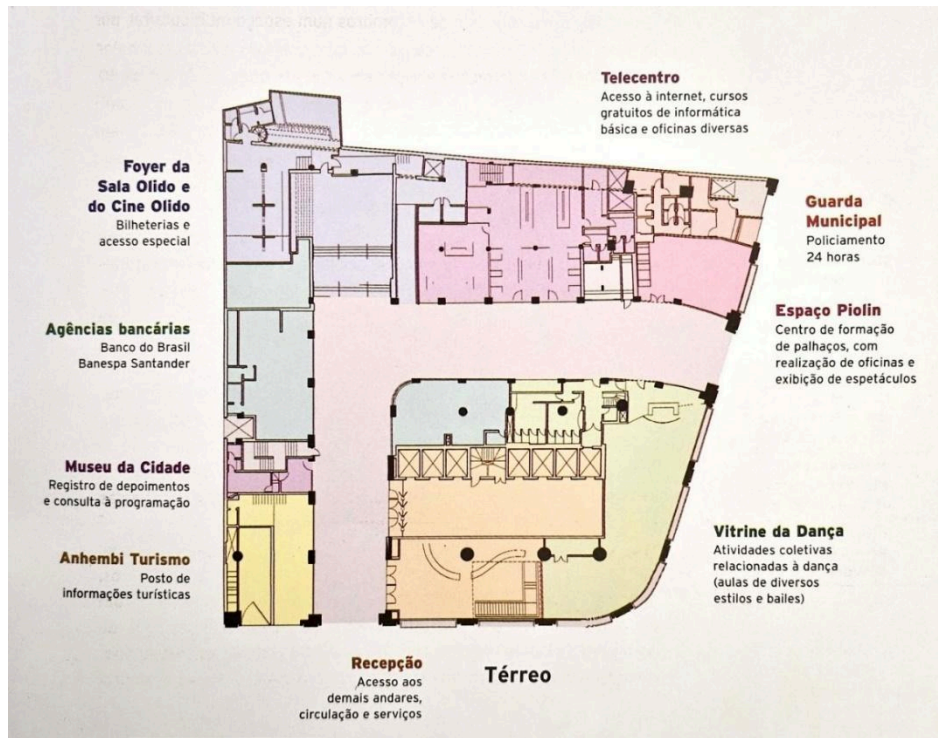 Telecentro
Acesso à internet, cursos
gratuitos de informática
básica e oficinas diversas
Foyer da
Sala Olido e
do Cine Olido
Bilheterias e
acesso especial
Guarda
Municipal
Policiamento
24 horas
Agências bancárias
Banco do Brasil
Banespa Santander
Espaço Piolin
Centro de formação
de palhaços, com
realização de oficinas e
exibição de espetáculos
Museu da Cidade
Registro de depoimentos
e consulta à programação
Anhembi Turismo
Posto de
informações turísticas
Vitrine da Dança
Atividades coletivas
relacionadas à dança
(aulas de diversos
estilos e bailes)
Recepção
Acesso aos
demais andares,
circulação e serviços
Térreo